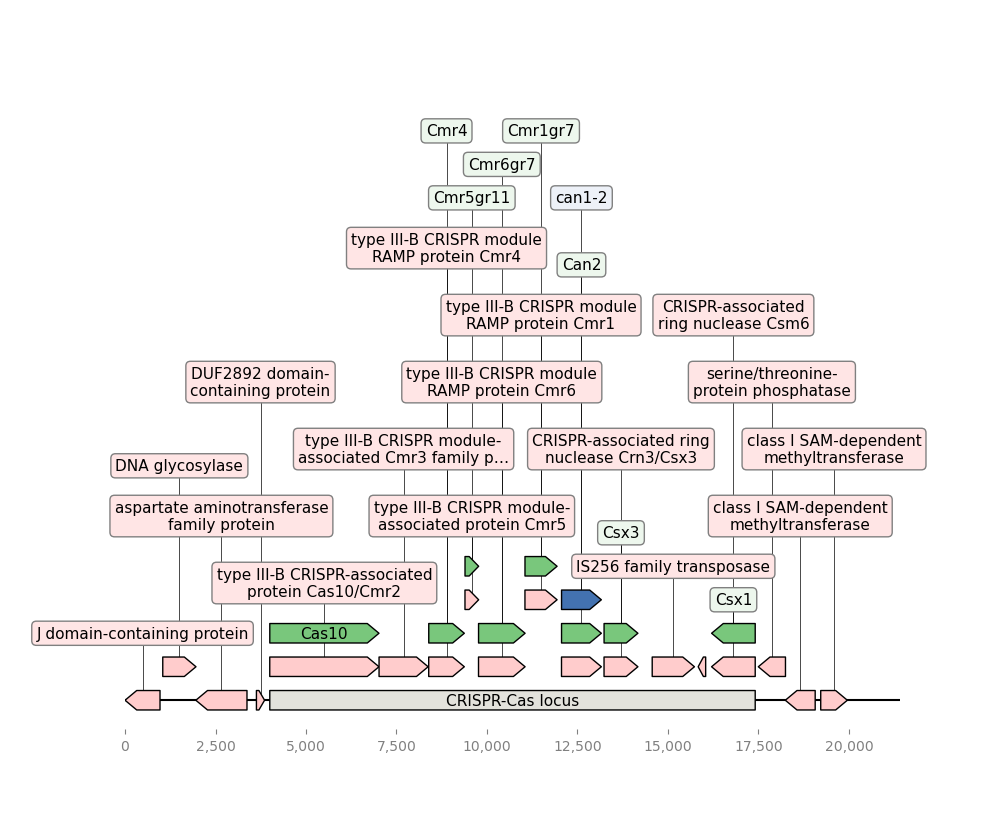 Cmr4
Cmr1gr7
Cmr6gr7
Cmr5gr11
can1-2
type III-B CRISPR module
RAMP protein Cmr4
Can2
type III-B CRISPR module
RAMP protein Cmr1
CRISPR-associated
ring nuclease Csm6
DUF2892 domain-
containing protein
type III-B CRISPR module
RAMP protein Cmr6
serine/threonine-
protein phosphatase
type III-B CRISPR module-
associated Cmr3 family p...
CRISPR-associated ring
nuclease Crn3/Csx3
class I SAM-dependent
methyltransferase
DNA glycosylase
aspartate aminotransferase
family protein
type III-B CRISPR module-
associated protein Cmr5
class I SAM-dependent
methyltransferase
Csx3
IS256 family transposase
type III-B CRISPR-associated
protein Cas10/Cmr2
Csx1
J domain-containing protein
Cas10
CRISPR-Cas locus
0 2,500 5,000 7,500 10,000 12,500 15,000 17,500 20,000